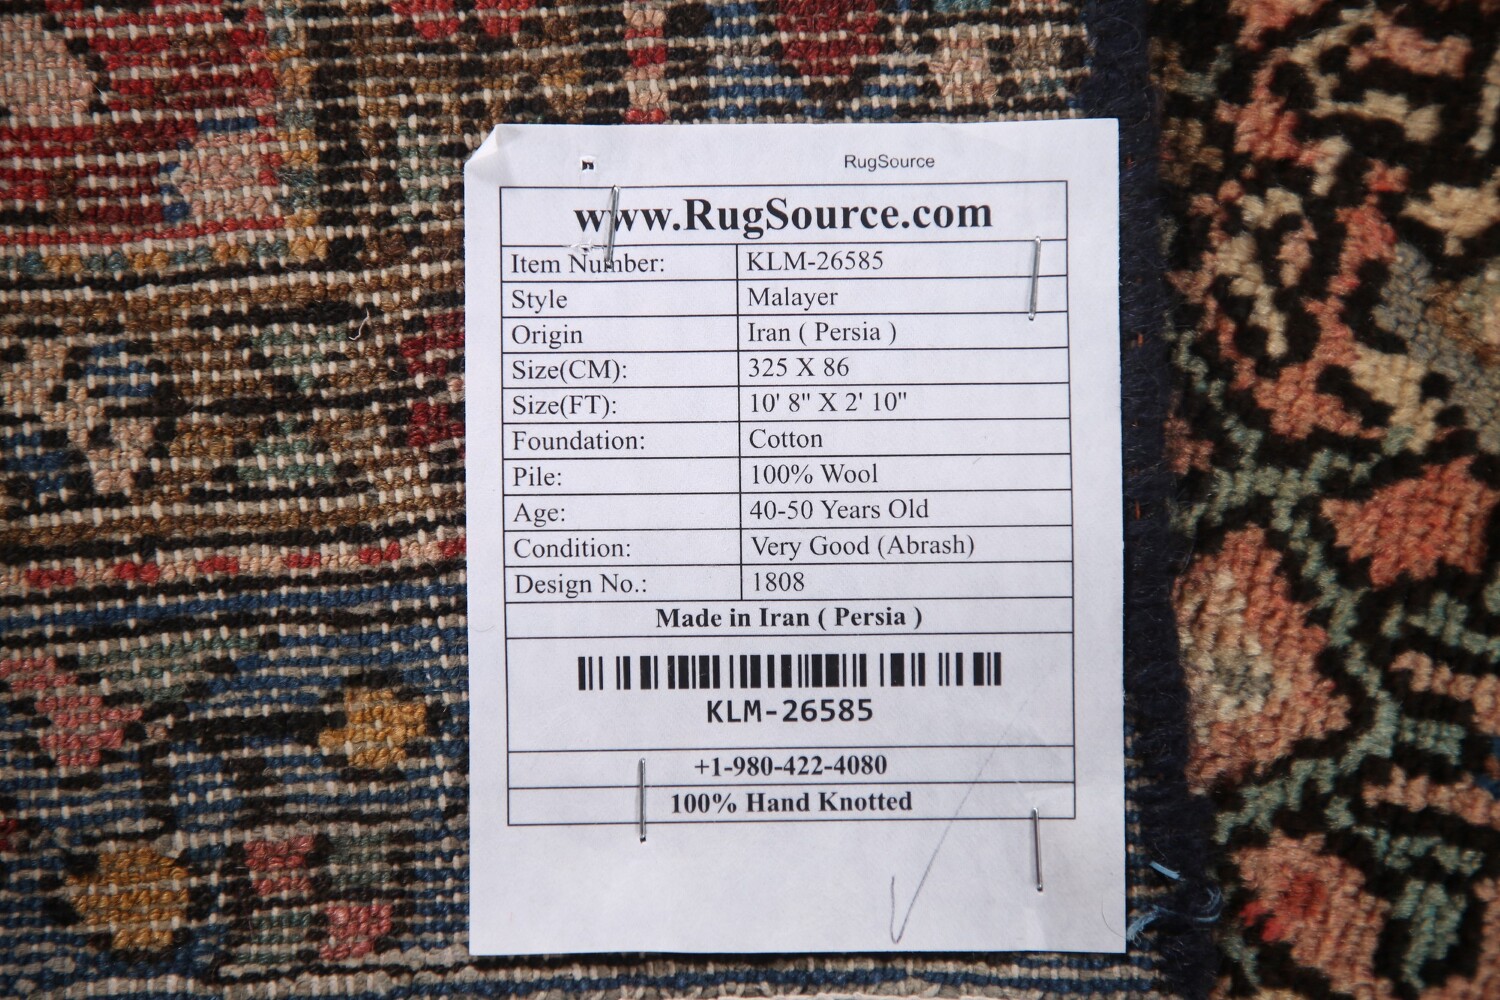 RugSource
www.RugSource.com
Item Number: KLM-26585
Style Malayer
Origin Iran ( Persia )
Size(CM): 325 X 86
Size(FT): 10' 8" X 2' 10"
Foundation: Cotton
Pile: 100% Wool
Age: 40-50 Years Old
Condition: Very Good (Abrash)
Design No.: 1808
Made in Iran ( Persia )
KLM-26585
+1-980-422-4080
100% Hand Knotted